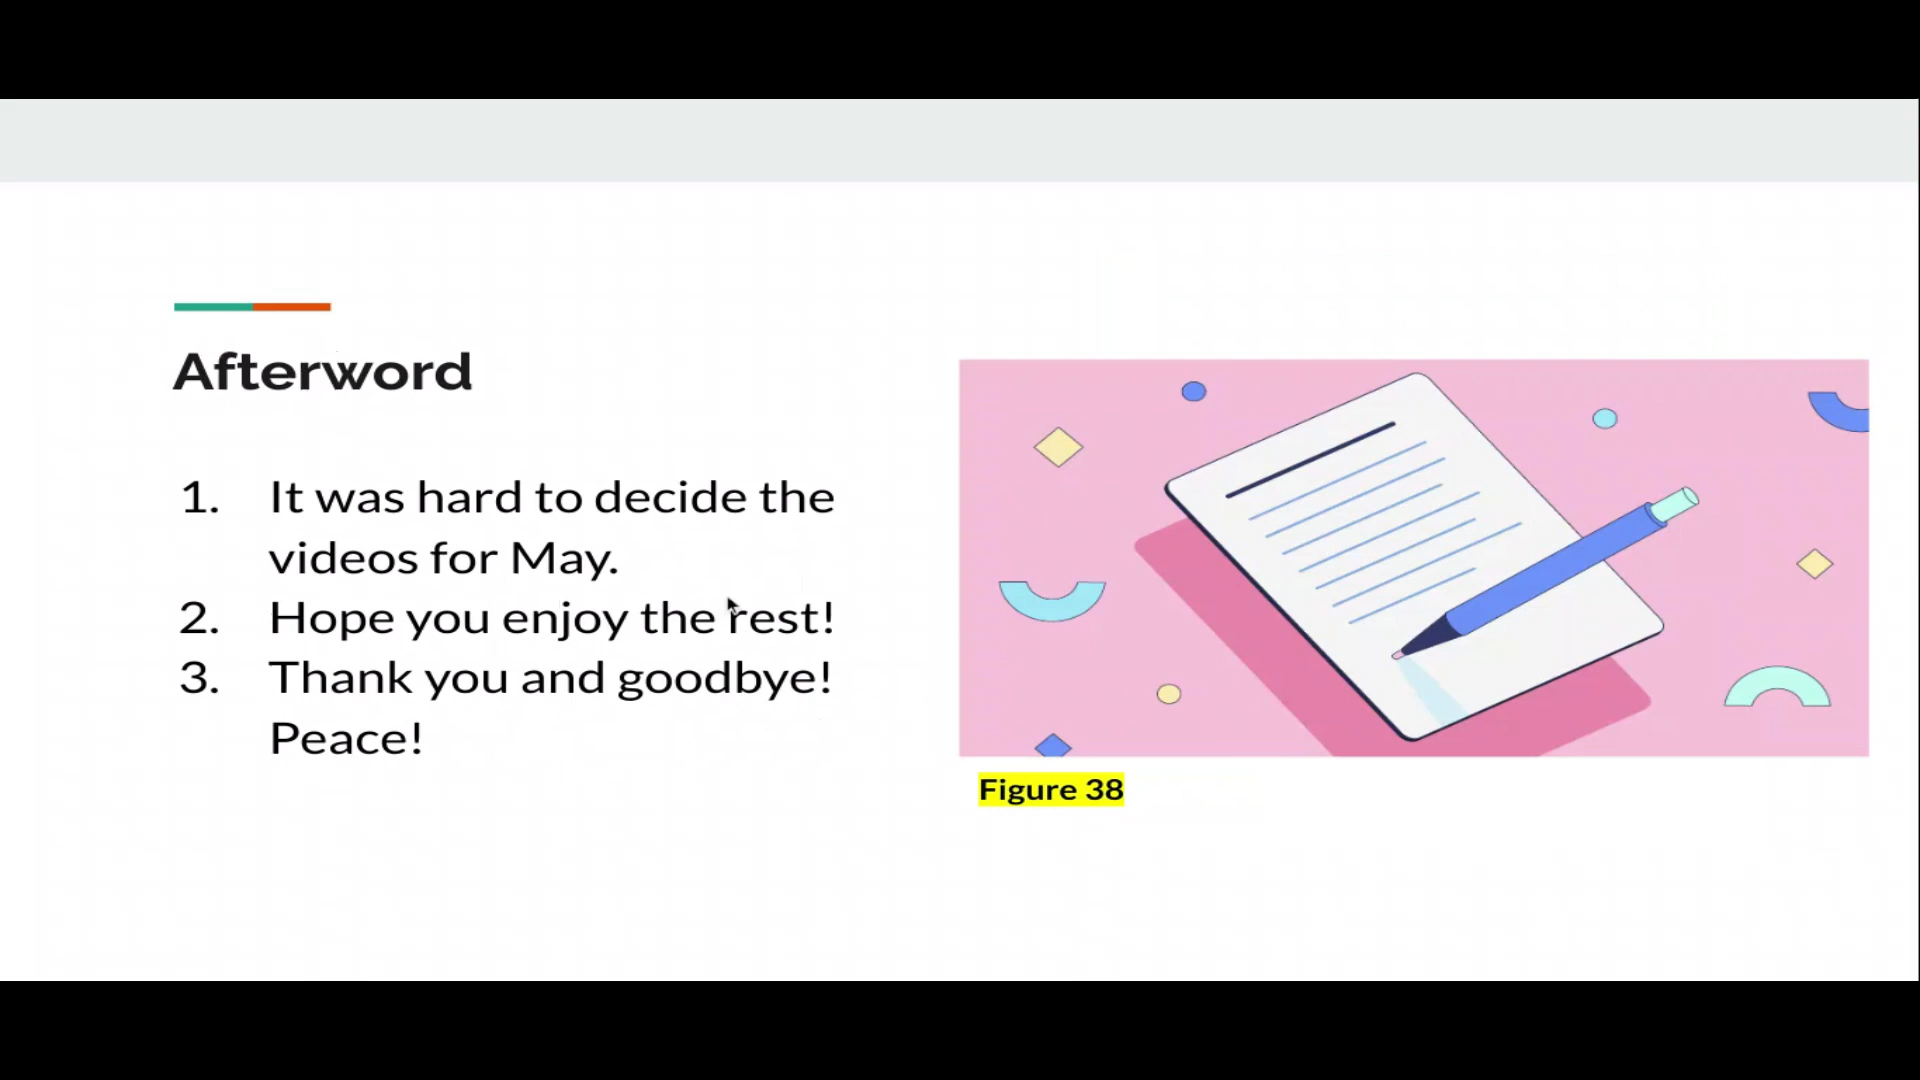 Afterword
1. It was hard to decide the
videos for May.
2. Hope you enjoy the rest!
3. Thank you and goodbye!
Peace!
Figure 38